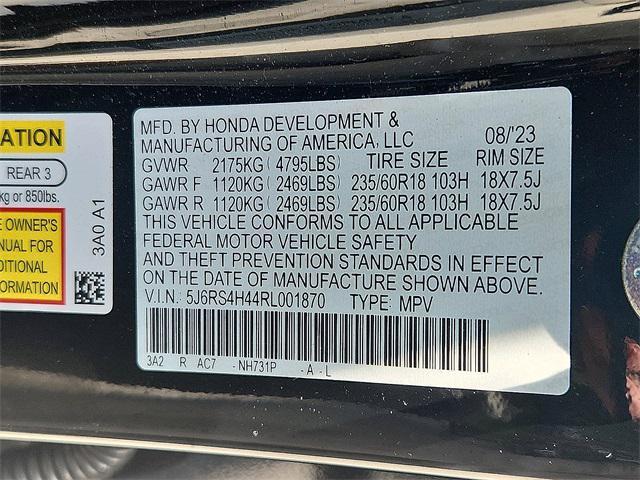 ATION
REAR 3
kg or 850lbs.
E OWNER'S
NUAL FOR
DITIONAL
FORMATION
3A0 A1
MFD. BY HONDA DEVELOPMENT &
MANUFACTURING OF AMERICA, LLC 08/'23
GVWR 2175KG( 4795LBS) TIRE SIZE RIM SIZE
GAWR F 1120KG( 2469LBS) 235/60R18 103H 18X7.5J
GAWR R 1120KG( 2469LBS) 235/60R18 103H 18X7.5J
THIS VEHICLE CONFORMS TO ALL APPLICABLE
FEDERAL MOTOR VEHICLE SAFETY
AND THEFT PREVENTION STANDARDS IN EFFECT
ON THE DATE OF MANUFACTURE SHOWN ABOVE.
V.I.N.: 5J6RS4H44RL001870 TYPE: MPV
3A2 R AC7 -NH731P -A-L